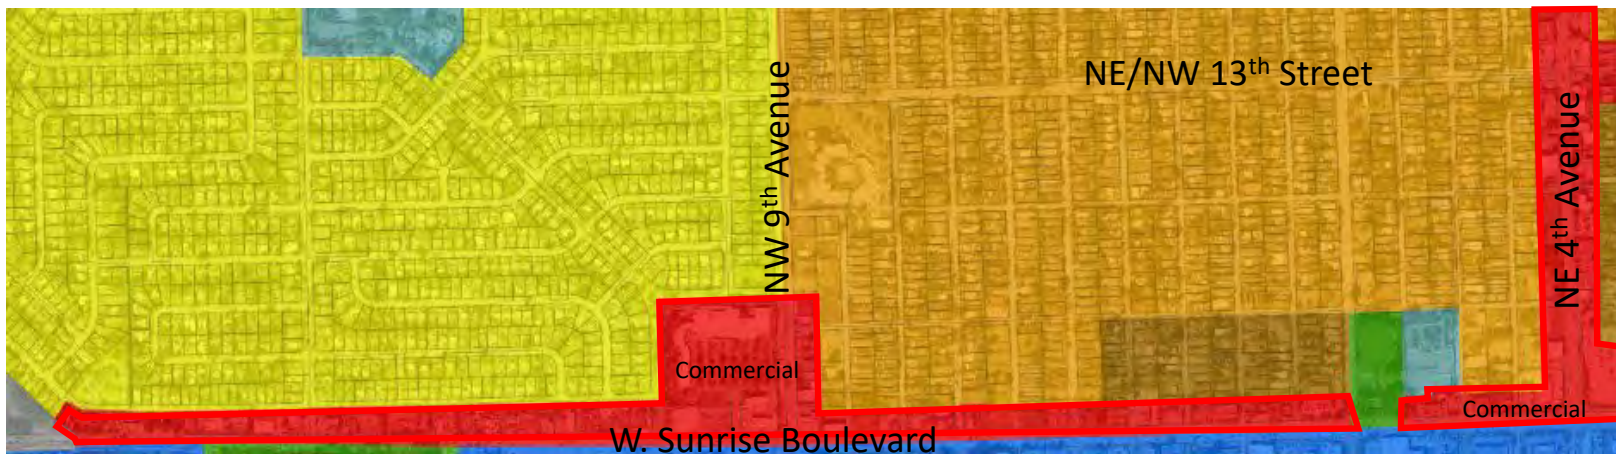 NE/NW 13th Street
NW 9th Avenue
NE 4th Avenue
Commercial
Commercial
W. Sunrise Boulevard